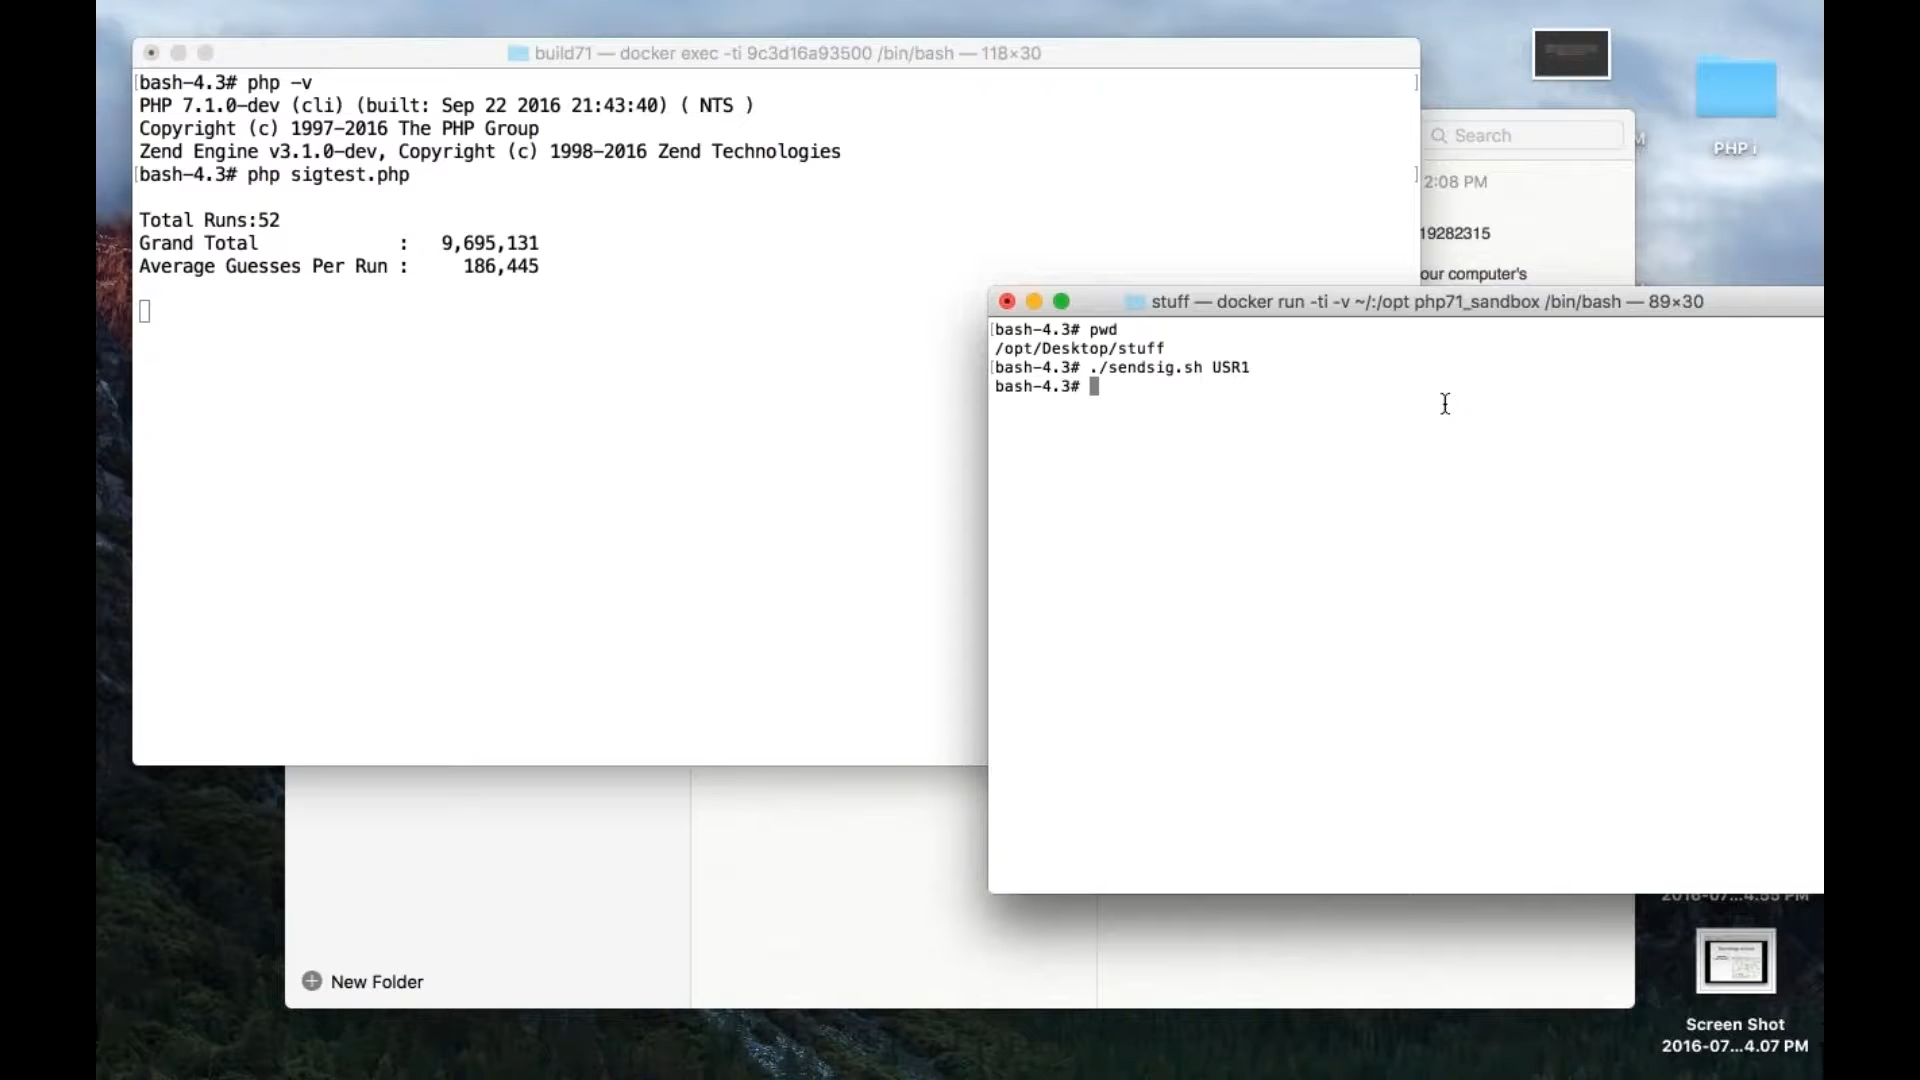 build71 — docker exec -ti 9c3d16a93500 /bin/bash — 118×30
[bash-4.3# php -v
PHP 7.1.0-dev (cli) (built: Sep 22 2016 21:43:40) ( NTS )
Copyright (c) 1997-2016 The PHP Group
Zend Engine v3.1.0-dev, Copyright (c) 1998-2016 Zend Technologies
[bash-4.3# php sigtest.php
Total Runs:52
Grand Total : 9,695,131
Average Guesses Per Run : 186,445
Search
PHP i
2:08 PM
19282315
our computer's
stuff — docker run -ti -v ~/:/opt php71_sandbox /bin/bash — 89×30
[bash-4.3# pwd
/opt/Desktop/stuff
[bash-4.3# ./sendsig.sh USR1
bash-4.3#
2016-07...4.55 PM
New Folder
Screen Shot
2016-07...4.07 PM